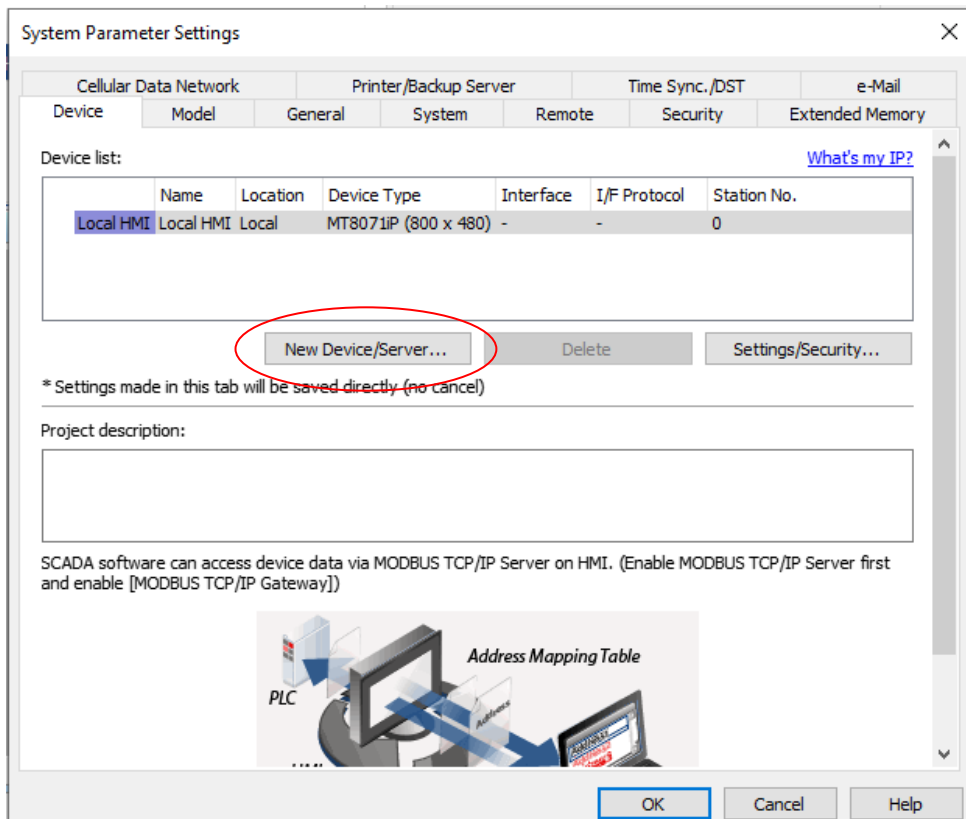 System Parameter Settings
Cellular Data Network Printer/Backup Server Time Sync./DST e-Mail
Device Model General System Remote Security Extended Memory
Device list: What's my IP?
Name Location Device Type Interface I/F Protocol Station No.
Local HMI Local HMI Local MT8071iP (800 x 480) - - 0
New Device/Server... Delete Settings/Security...
* Settings made in this tab will be saved directly (no cancel)
Project description:
SCADA software can access device data via MODBUS TCP/IP Server on HMI. (Enable MODBUS TCP/IP Server first
and enable [MODBUS TCP/IP Gateway])
Address Mapping Table
PLC
Address
OK Cancel Help